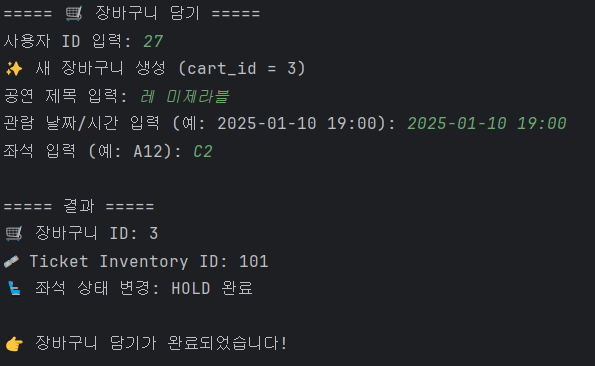 ===== 🛒 장바구니 담기 =====
사용자 ID 입력: 27
✨ 새 장바구니 생성 (cart_id = 3)
공연 제목 입력: 레 미제라블
관람 날짜/시간 입력 (예: 2025-01-10 19:00): 2025-01-10 19:00
좌석 입력 (예: A12): C2
===== 결과 =====
🛒 장바구니 ID: 3
🎟 Ticket Inventory ID: 101
💺 좌석 상태 변경: HOLD 완료
👉 장바구니 담기가 완료되었습니다!